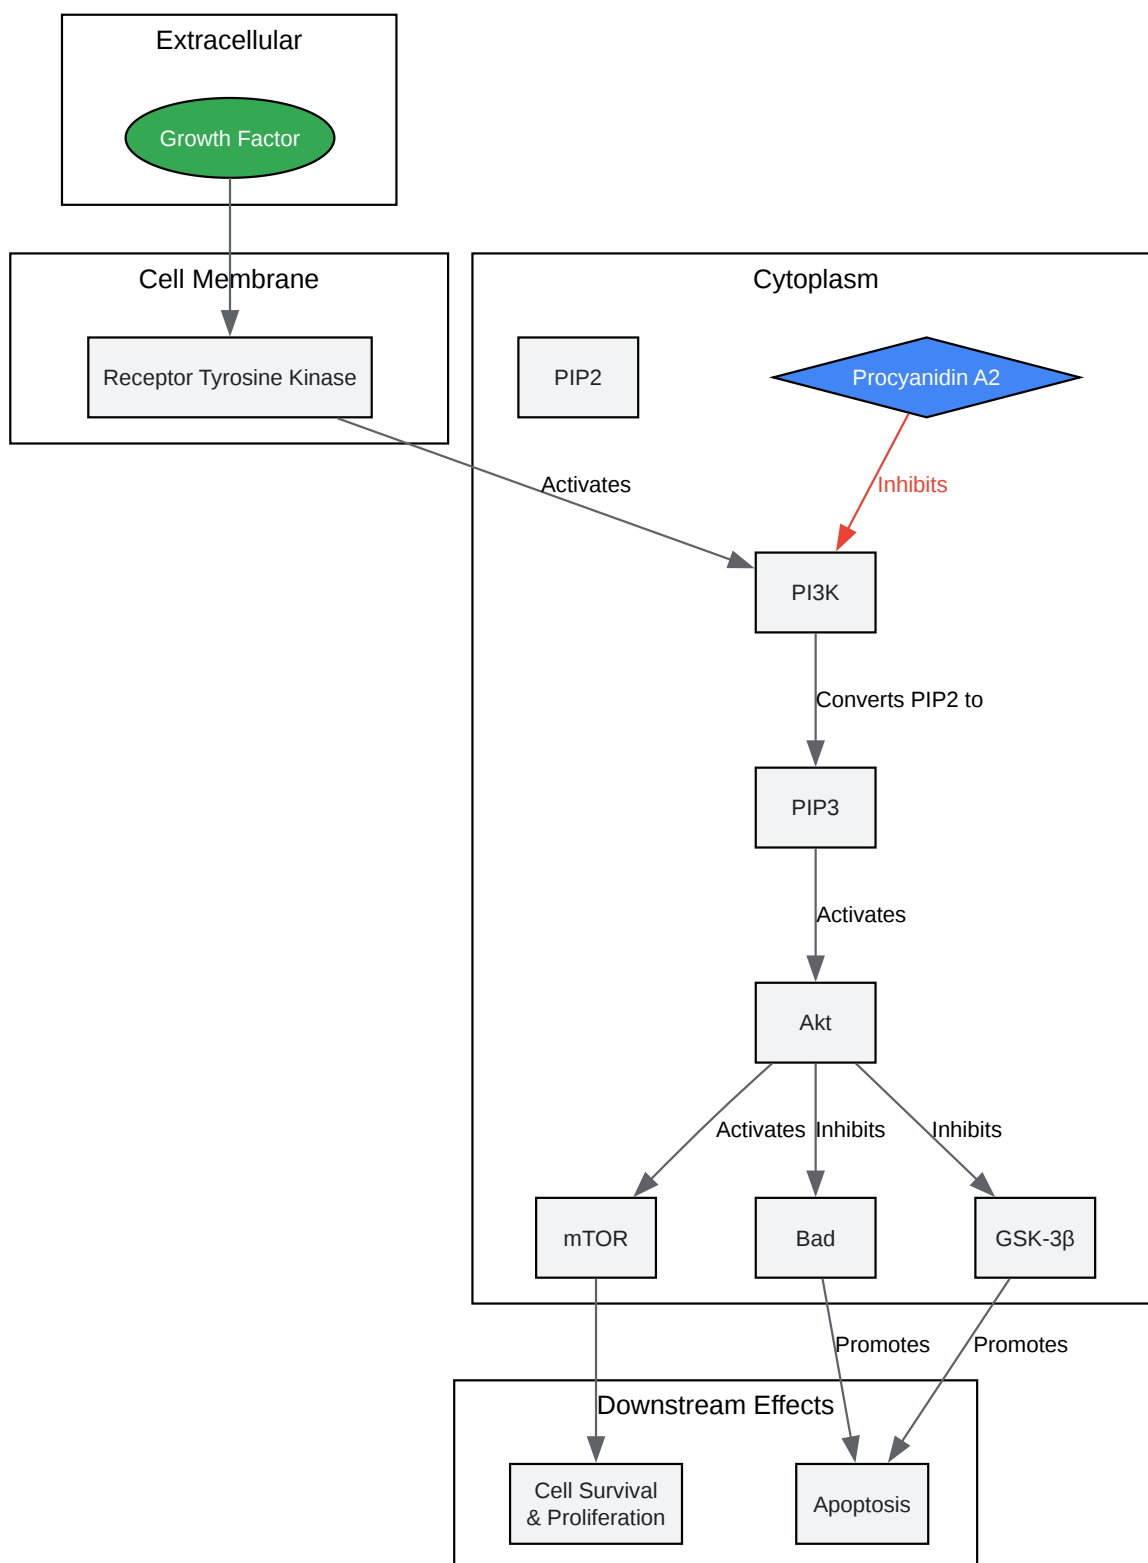 Extracellular
Growth Factor
Cell Membrane
Receptor Tyrosine Kinase
Cytoplasm
PIP2
Procyanidin A2
Activates
Inhibits
PI3K
Converts PIP2 to
PIP3
Activates
Akt
Activates
Inhibits
Inhibits
mTOR
Bad
GSK-3β
Promotes
Promotes
Downstream Effects
Cell Survival
& Proliferation
Apoptosis